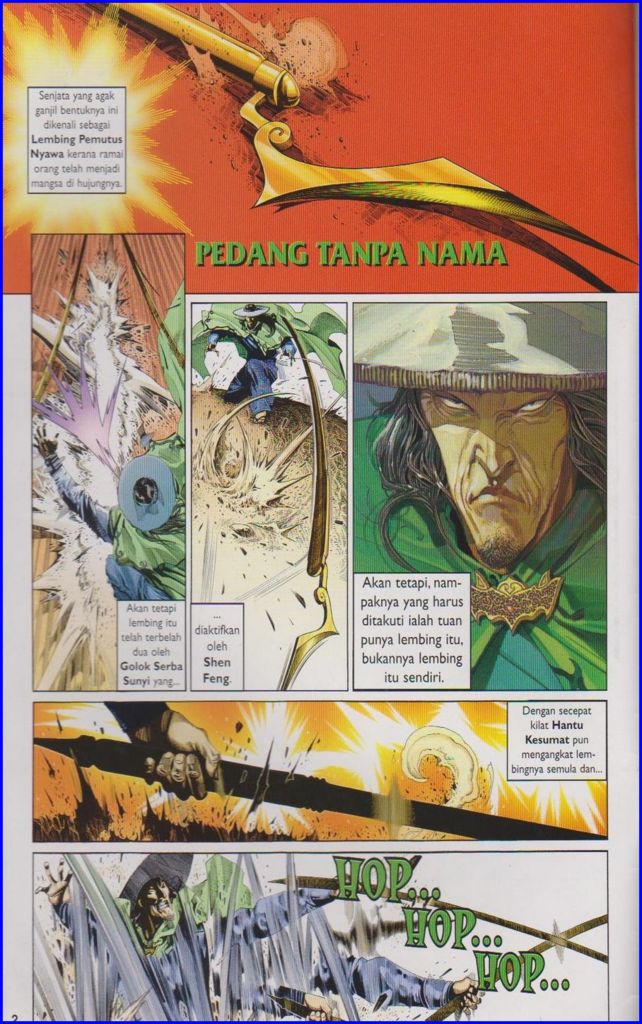 Senjata yang agak
ganjil bentuknya ini
dikenali sebagai
Lembing Pemutus
Nyawa kerana ramai
orang telah menjadi
mangsa di hujungnya.
PEDANG TANPA NAMA
Akan tetapi
lembing itu
telah terbelah
dua oleh
Golok Serba
Sunyi yang...
...
diaktifkan
oleh
Shen
Feng.
Akan tetapi, nam-
paknya yang harus
ditakuti ialah tuan
punya lembing itu,
bukannya lembing
itu sendiri.
Dengan secepat
kilat Hantu
Kesumat pun
mengangkat lem-
bingnya semula dan...
HOP...
HOP...
HOP...
2